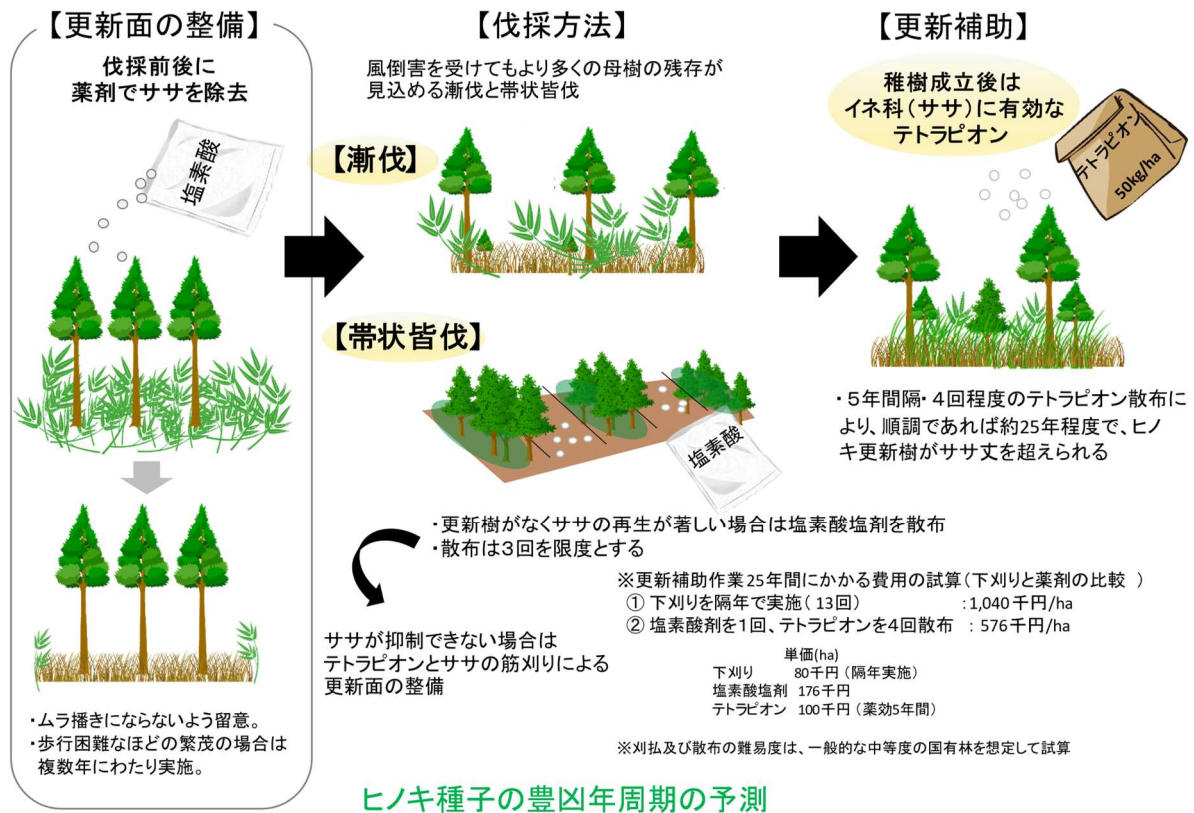 【更新面の整備】
伐採前後に
薬剤でササを除去
塩素酸
・ムラ播きにならないよう留意。
・歩行困難なほどの繁茂の場合は
複数年にわたり実施。
【伐採方法】
風倒害を受けてもより多くの母樹の残存が
見込める漸伐と帯状皆伐
【漸伐】
【帯状皆伐】
塩素酸
・更新樹がなくササの再生が著しい場合は塩素酸塩剤を散布
・散布は3回を限度とする
ササが抑制できない場合は
テトラピオンとササの筋刈りによる
更新面の整備
【更新補助】
稚樹成立後は
イネ科(ササ)に有効な
テトラピオン
テトラピオン
50kg/ha
・5年間隔・4回程度のテトラピオン散布に
より、順調であれば約25年程度で、ヒノ
キ更新樹がササ丈を超えられる
※更新補助作業25年間にかかる費用の試算(下刈りと薬剤の比較 )
① 下刈りを隔年で実施( 13回) :1,040千円/ha
② 塩素酸剤を1回、テトラピオンを4回散布 : 576千円/ha
単価(ha)
下刈り 80千円(隔年実施)
塩素酸塩剤 176千円
テトラピオン 100千円(薬効5年間)
※刈払及び散布の難易度は、一般的な中等度の国有林を想定して試算
ヒノキ種子の豊凶年周期の予測